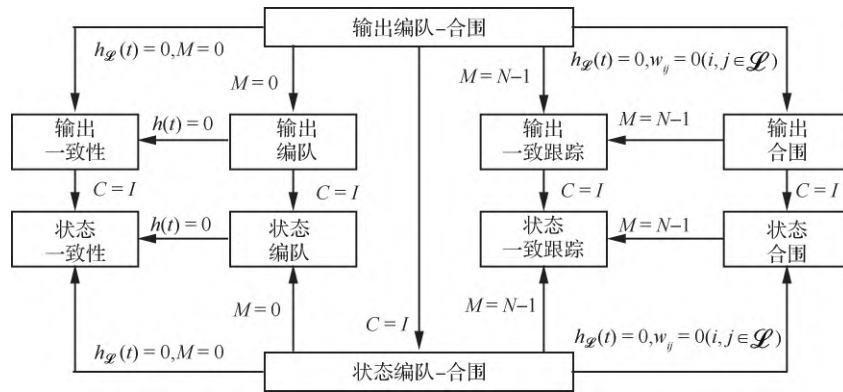 输出编队-合围
h𝓛(t)=0,M=0
M=0
M=N-1
h𝓛(t)=0,w_ij=0(i,j∈𝓛)
输出
一致性
h(t)=0
输出
编队
输出
一致跟踪
M=N-1
输出
合围
C=I
C=I
C=I
C=I
状态
一致性
h(t)=0
状态
编队
状态
一致跟踪
M=N-1
状态
合围
M=0
M=N-1
C=I
h𝓛(t)=0,M=0
h𝓛(t)=0,w_ij=0(i,j∈𝓛)
状态编队-合围